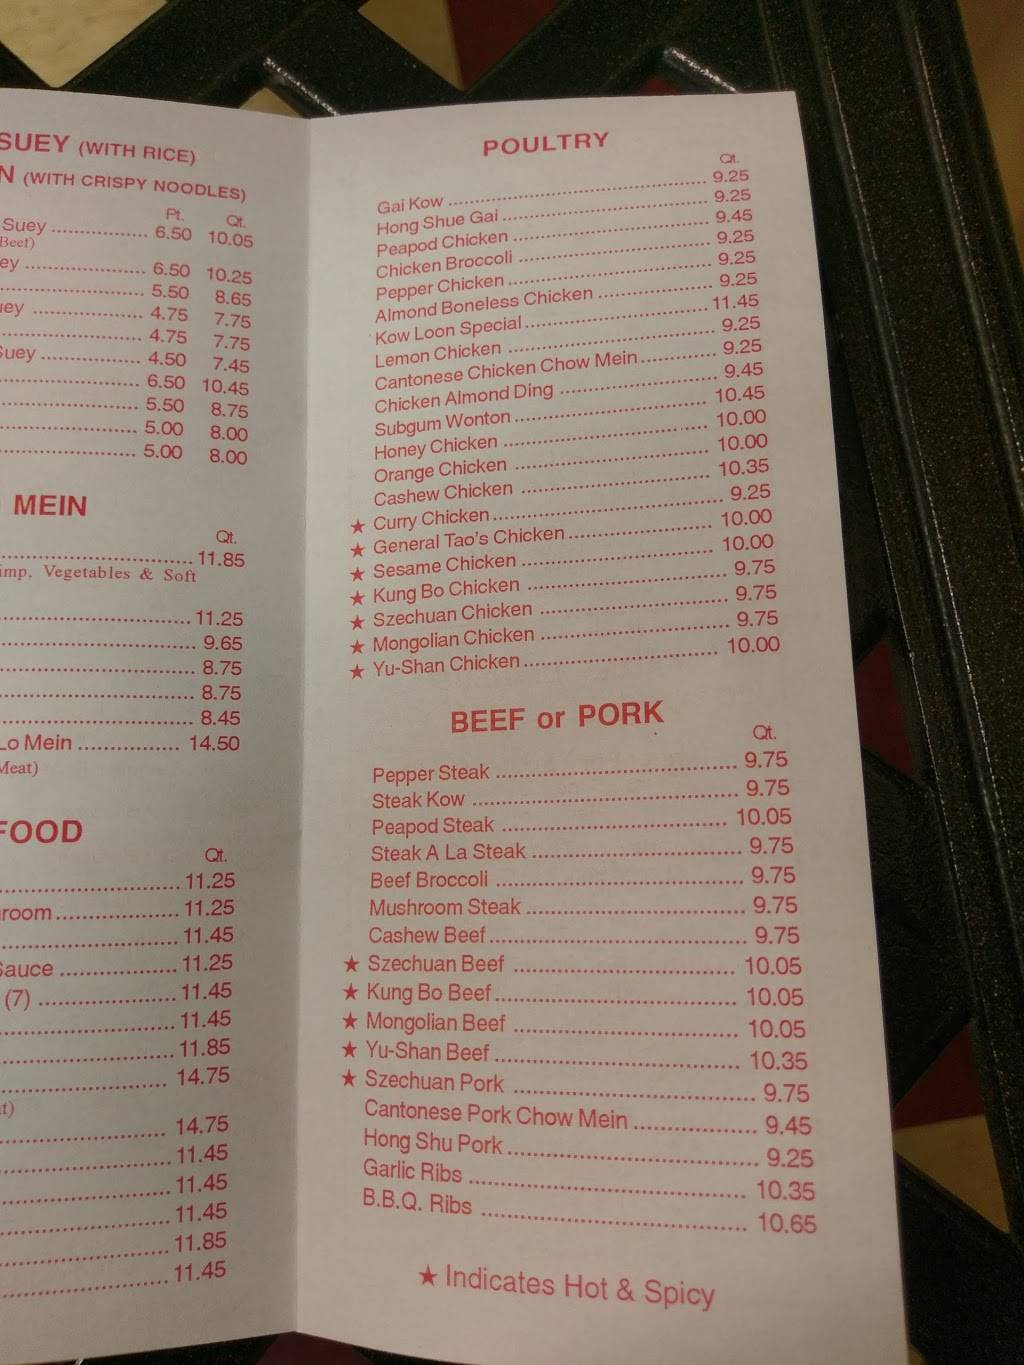 SUEY (WITH RICE)
N (WITH CRISPY NOODLES)
Pt. Qt.
Suey ................ 6.50 10.05
Beef)
ey .................... 6.50 10.25
........................ 5.50 8.65
uey .................. 4.75 7.75
........................ 4.75 7.75
Suey ................ 4.50 7.45
........................ 6.50 10.45
........................ 5.50 8.75
........................ 5.00 8.00
........................ 5.00 8.00
MEIN
Qt.
................................ 11.85
imp, Vegetables & Soft
................................ 11.25
................................ 9.65
................................ 8.75
................................ 8.75
................................ 8.45
Lo Mein ................ 14.50
Meat)
FOOD
Qt.
.............................. 11.25
room .................... 11.25
.............................. 11.45
Sauce ................... 11.25
(7) ....................... 11.45
.............................. 11.45
.............................. 11.85
.............................. 14.75
t)
.............................. 14.75
.............................. 11.45
.............................. 11.45
.............................. 11.45
.............................. 11.85
.............................. 11.45
POULTRY
Qt.
Gai Kow ........................................ 9.25
Hong Shue Gai ................................ 9.25
Peapod Chicken .............................. 9.45
Chicken Broccoli ............................. 9.25
Pepper Chicken .............................. 9.25
Almond Boneless Chicken ................. 9.25
Kow Loon Special ............................ 11.45
Lemon Chicken ............................... 9.25
Cantonese Chicken Chow Mein ............. 9.25
Chicken Almond Ding ........................ 9.45
Subgum Wonton .............................. 10.45
Honey Chicken ................................ 10.00
Orange Chicken .............................. 10.00
Cashew Chicken .............................. 10.35
★ Curry Chicken .............................. 9.25
★ General Tao's Chicken ..................... 10.00
★ Sesame Chicken ............................ 10.00
★ Kung Bo Chicken ........................... 9.75
★ Szechuan Chicken .......................... 9.75
★ Mongolian Chicken ......................... 9.75
★ Yu-Shan Chicken ........................... 10.00
BEEF or PORK
Qt.
Pepper Steak .................................. 9.75
Steak Kow ...................................... 9.75
Peapod Steak .................................. 10.05
Steak A La Steak .............................. 9.75
Beef Broccoli ................................... 9.75
Mushroom Steak .............................. 9.75
Cashew Beef ................................... 9.75
★ Szechuan Beef .............................. 10.05
★ Kung Bo Beef ............................... 10.05
★ Mongolian Beef ............................. 10.05
★ Yu-Shan Beef ............................... 10.35
★ Szechuan Pork .............................. 9.75
Cantonese Pork Chow Mein ................. 9.45
Hong Shu Pork ................................ 9.25
Garlic Ribs ...................................... 10.35
B.B.Q. Ribs ..................................... 10.65
★ Indicates Hot & Spicy